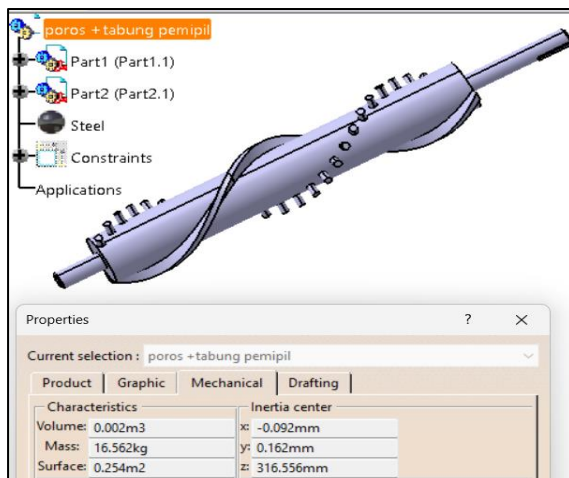 poros +tabung pemipil
Part1 (Part1.1)
Part2 (Part2.1)
Steel
Constraints
Applications
Properties ? ×
Current selection : poros +tabung pemipil
Product Graphic Mechanical Drafting
Characteristics Inertia center
Volume: 0.002m3 x: -0.092mm
Mass: 16.562kg y: 0.162mm
Surface: 0.254m2 z: 316.556mm